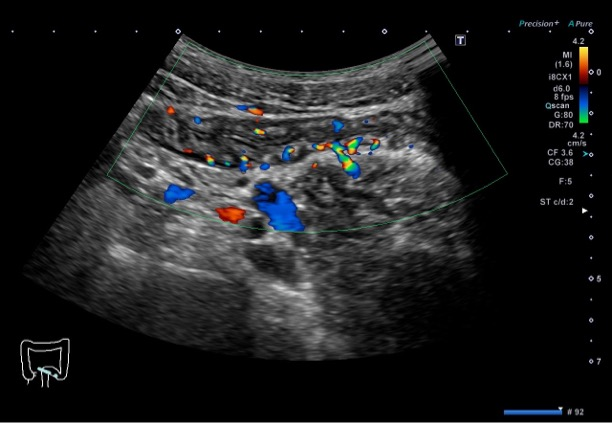 Precision+ A Pure
T
4.2
MI
(1.6)
i8CX1
d6.0
8 fps
Qscan
G:80
DR:70
4.2
cm/s
CF 3.6
CG:38
F:5
ST c/d:2
0
5
7
# 92